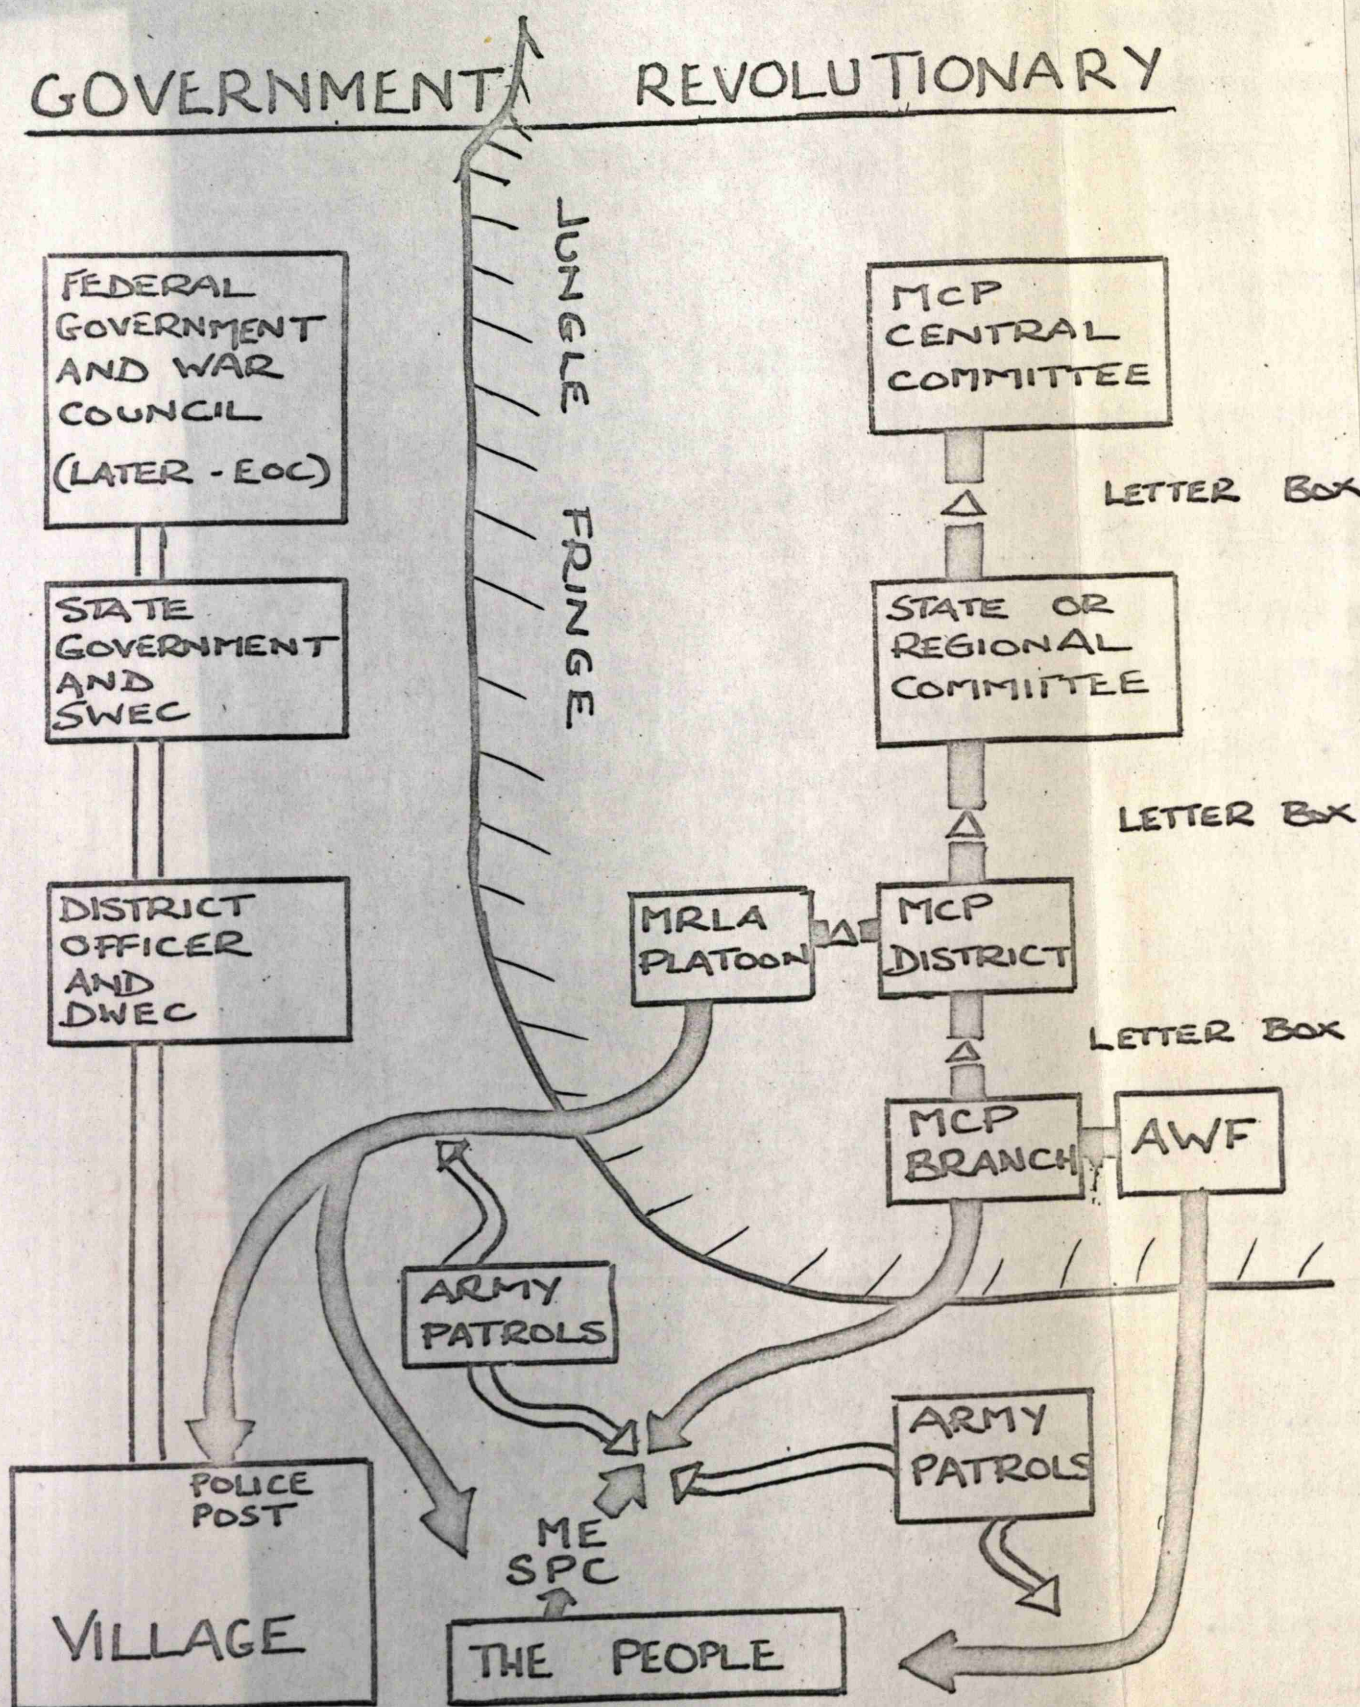 GOVERNMENT
REVOLUTIONARY
JUNGLE FRINGE
FEDERAL
GOVERNMENT
AND WAR
COUNCIL
(LATER - EOC)
STATE
GOVERNMENT
AND
SWEC
DISTRICT
OFFICER
AND
DWEC
MCP
CENTRAL
COMMITTEE
LETTER BOX
STATE OR
REGIONAL
COMMITTEE
LETTER BOX
MRLA
PLATOON
MCP
DISTRICT
LETTER BOX
MCP
BRANCH
AWF
ARMY
PATROLS
ARMY
PATROLS
POLICE
POST
VILLAGE
ME
SPC
THE PEOPLE